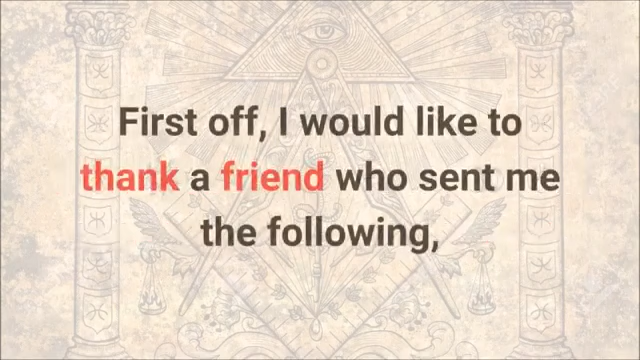 First off, I would like to
thank a friend who sent me
the following,